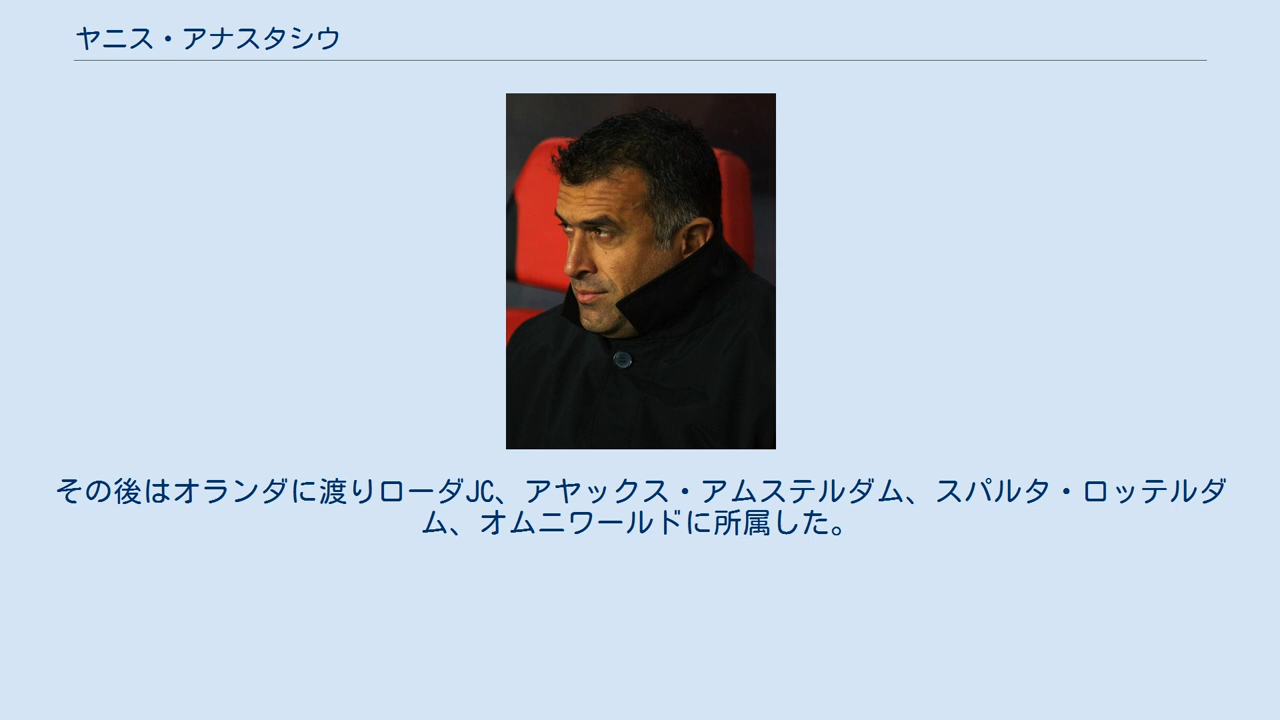 ヤニス・アナスタシウ
その後はオランダに渡りローダJC、アヤックス・アムステルダム、スパルタ・ロッテルダ
ム、オムニワールドに所属した。